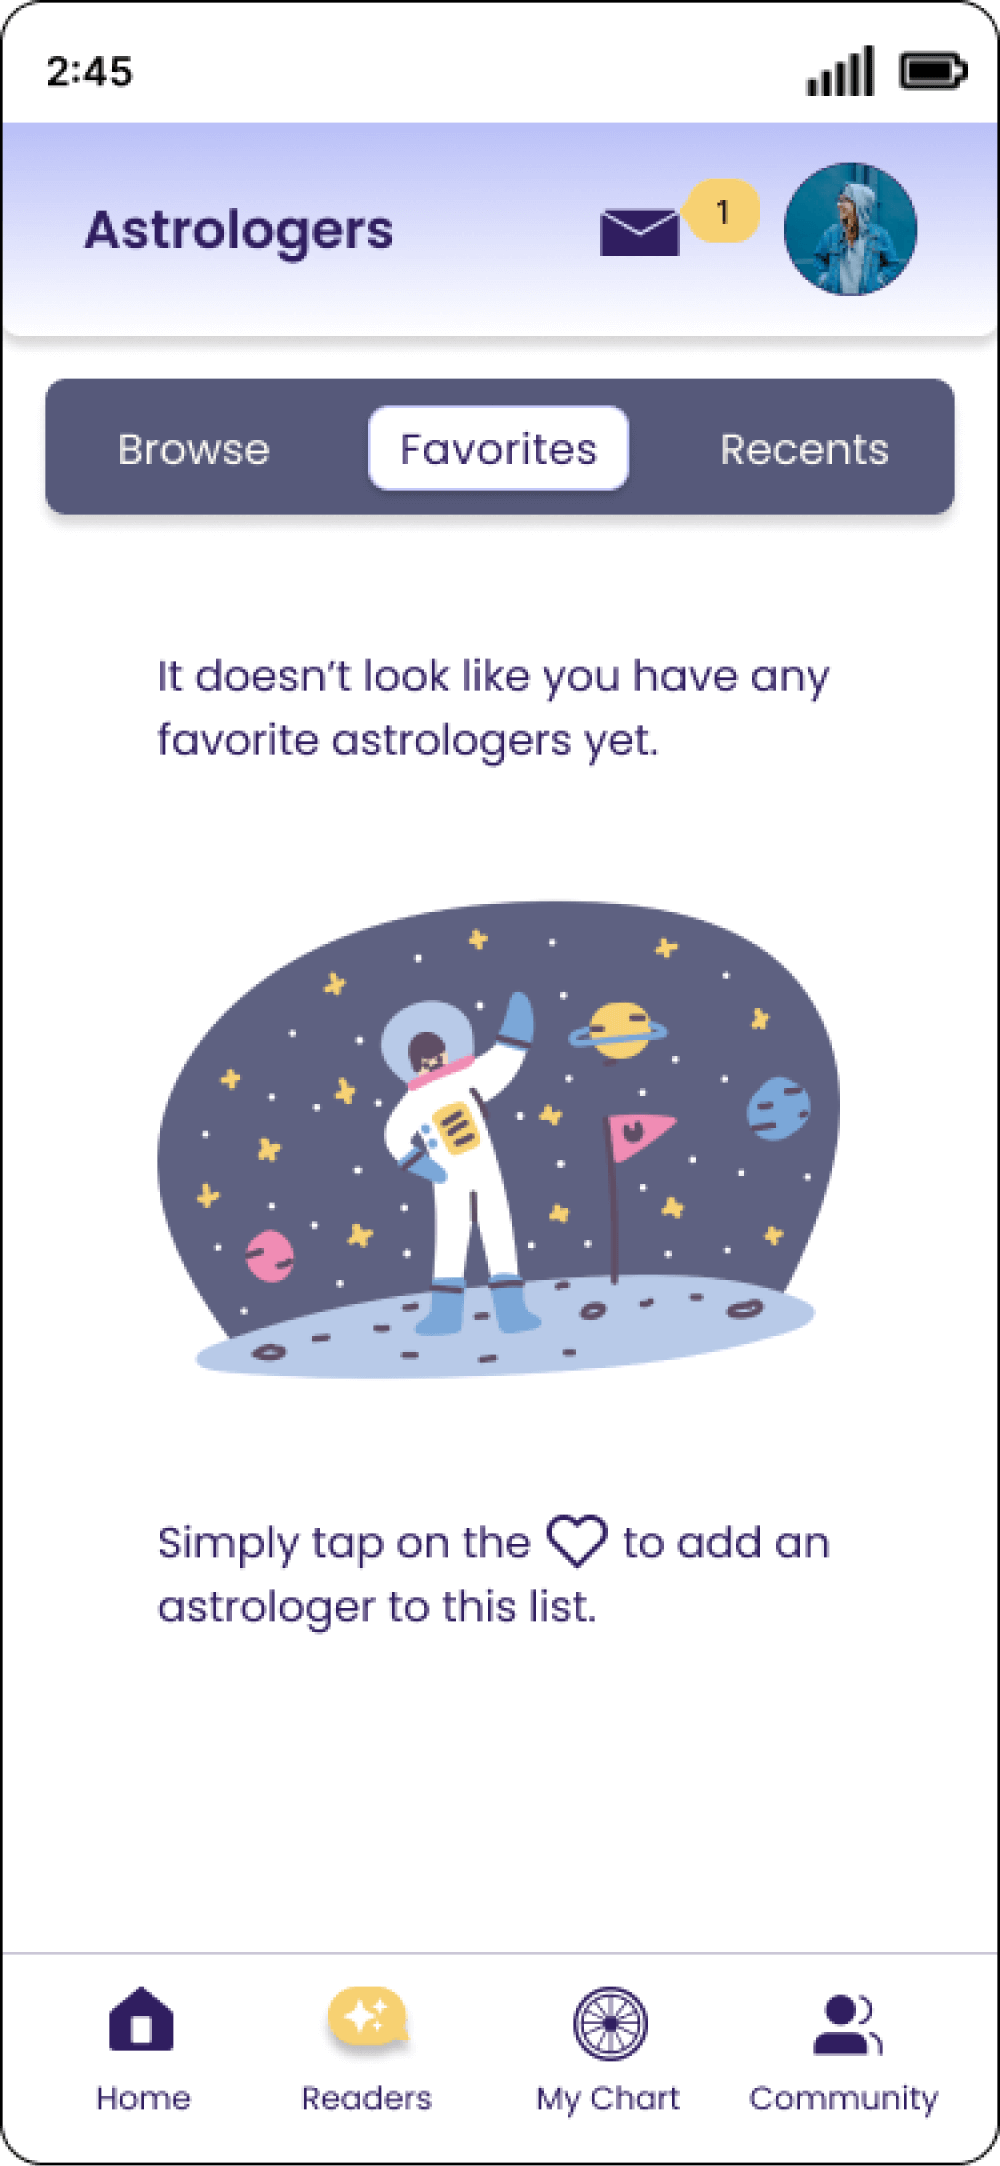 2:45
Astrologers
1
Browse
Favorites
Recents
It doesn’t look like you have any
favorite astrologers yet.
Simply tap on the to add an
astrologer to this list.
Home
Readers
My Chart
Community